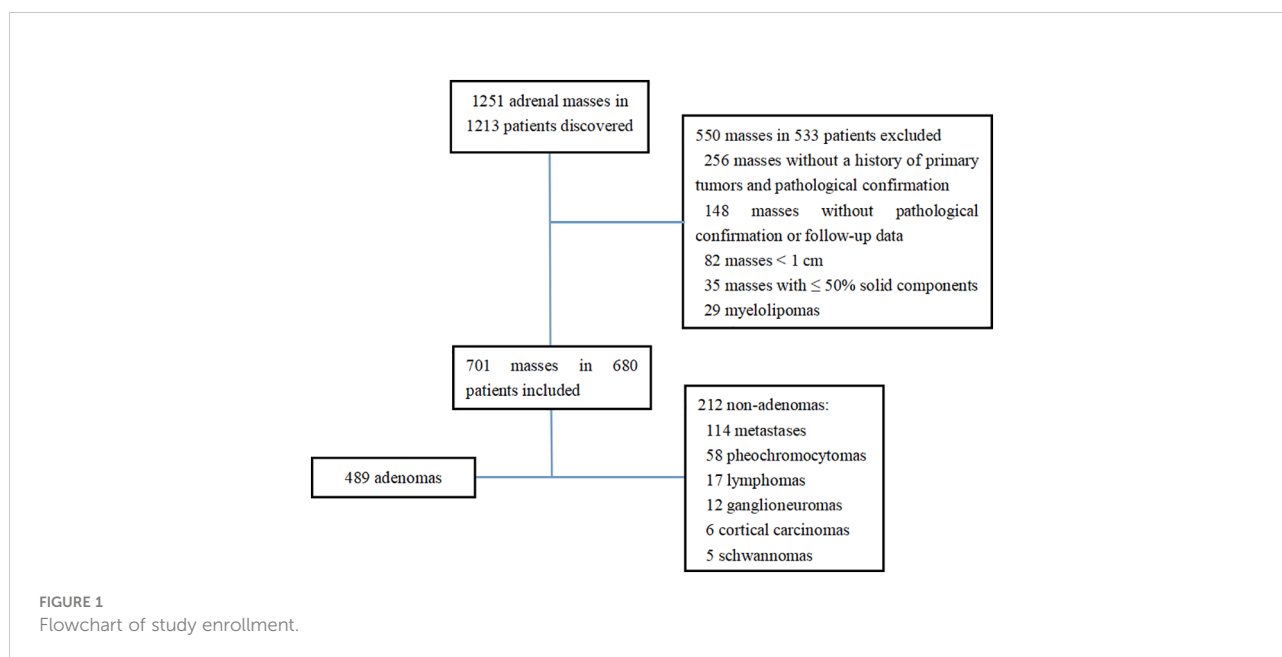 1251 adrenal masses in
1213 patients discovered
550 masses in 533 patients excluded
256 masses without a history of primary
tumors and pathological confirmation
148 masses without pathological
confirmation or follow-up data
82 masses < 1 cm
35 masses with ≤ 50% solid components
29 myelolipomas
701 masses in 680
patients included
489 adenomas
212 non-adenomas:
114 metastases
58 pheochromocytomas
17 lymphomas
12 ganglioneuromas
6 cortical carcinomas
5 schwannomas
FIGURE 1
Flowchart of study enrollment.